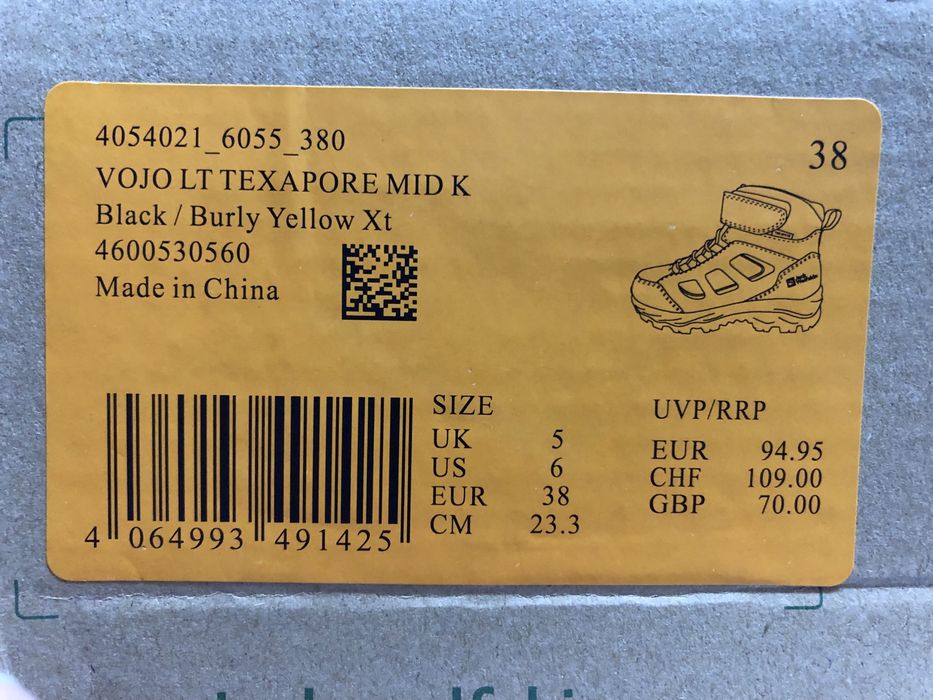 4054021_6055_380
38
VOJO LT TEXAPORE MID K
Black / Burly Yellow Xt
4600530560
Made in China
SIZE
UK 5
US 6
EUR 38
CM 23.3
UVP/RRP
EUR 94.95
CHF 109.00
GBP 70.00
4 064993 491425